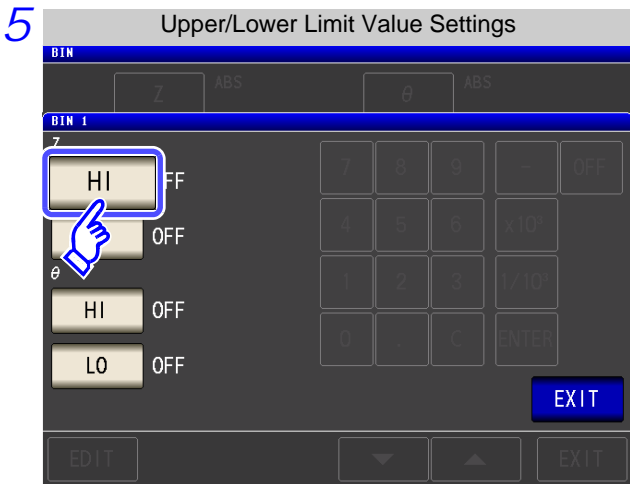 5
Upper/Lower Limit Value Settings
BIN
Z ABS θ ABS
BIN 1
Z
HI FF
7 8 9 - OFF
OFF
4 5 6 x10³
θ
1 2 3 1/10³
HI OFF
0 . C ENTER
LO OFF
EXIT
EDIT ▼ ▲ EXIT